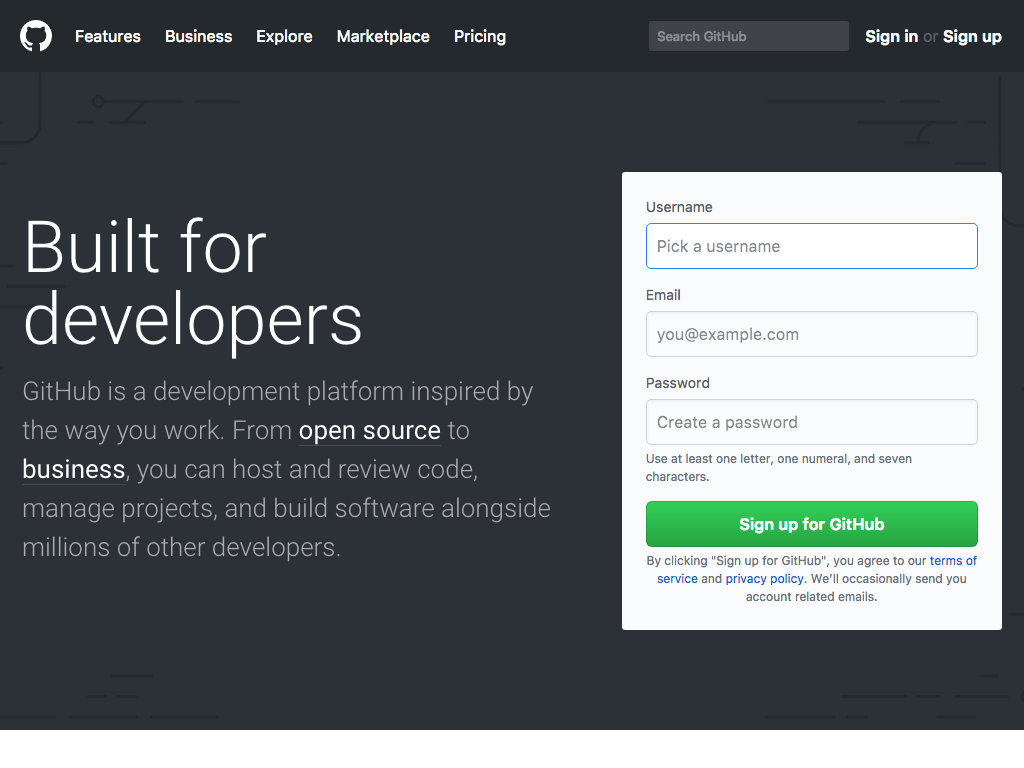 Features Business Explore Marketplace Pricing Search GitHub Sign in or Sign up
Built for
developers
GitHub is a development platform inspired by
the way you work. From open source to
business, you can host and review code,
manage projects, and build software alongside
millions of other developers.
Username
Pick a username
Email
you@example.com
Password
Create a password
Use at least one letter, one numeral, and seven
characters.
Sign up for GitHub
By clicking "Sign up for GitHub", you agree to our terms of
service and privacy policy. We’ll occasionally send you
account related emails.